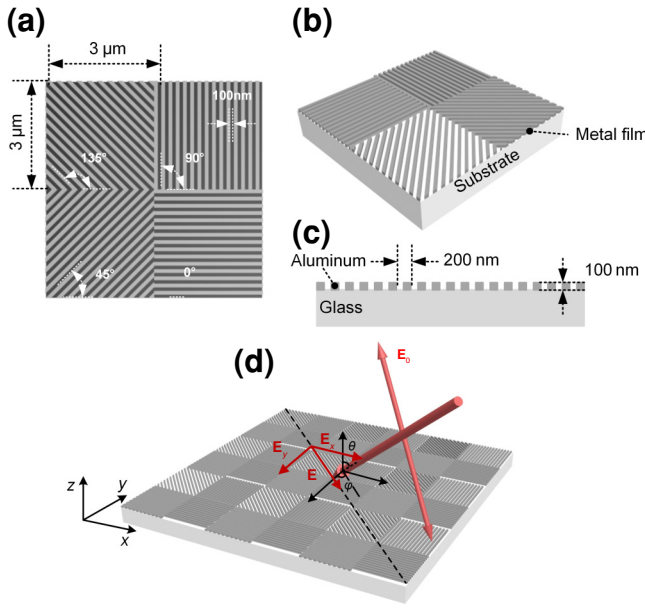 (a)
3 μm
3 μm
100nm
135°
90°
45°
0°
(b)
Metal film
Substrate
(c)
Aluminum
200 nm
100 nm
Glass
(d)
E0
Ex
θ
Ey
E
φ
z
y
x